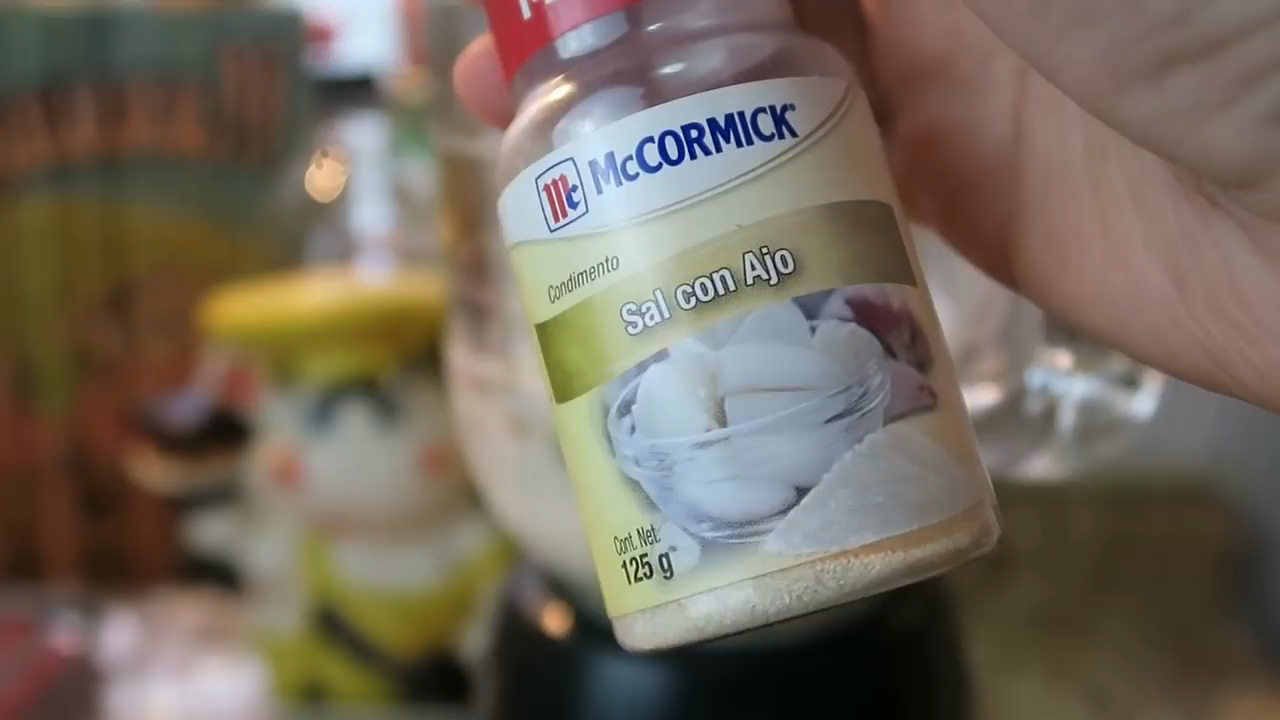 McCORMICK
Condimento
Sal con Ajo
Cont. Net.
125 g